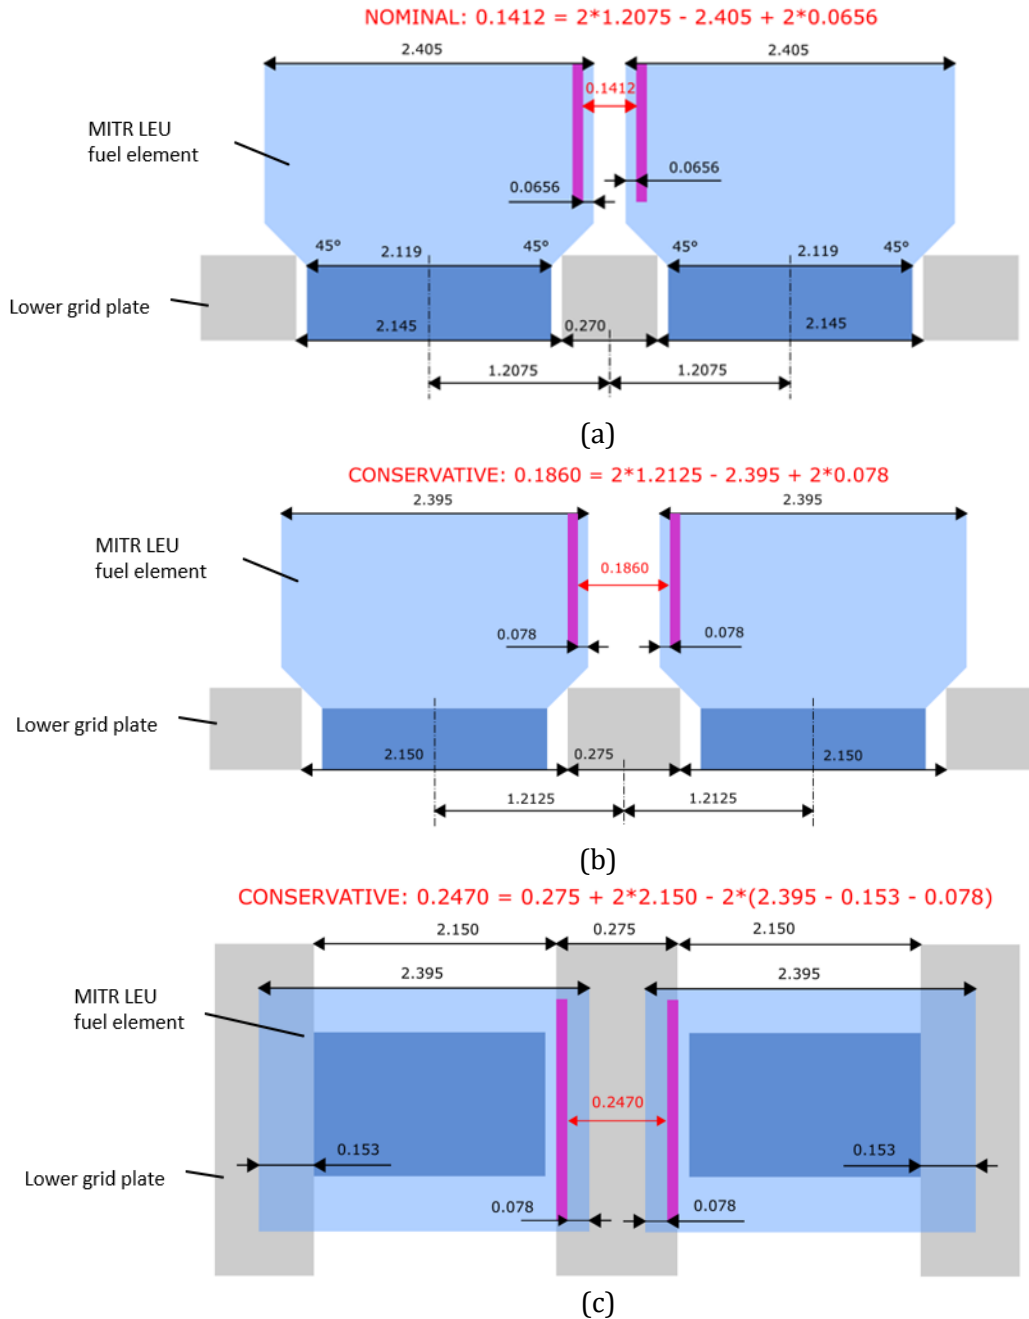 NOMINAL: 0.1412 = 2*1.2075 - 2.405 + 2*0.0656
2.405
2.405
0.1412
MITR LEU
fuel element
0.0656
0.0656
45°
2.119
45°
45°
2.119
45°
Lower grid plate
2.145
0.270
2.145
1.2075
1.2075
(a)
CONSERVATIVE: 0.1860 = 2*1.2125 - 2.395 + 2*0.078
2.395
2.395
MITR LEU
fuel element
0.1860
0.078
0.078
Lower grid plate
2.150
0.275
2.150
1.2125
1.2125
(b)
CONSERVATIVE: 0.2470 = 0.275 + 2*2.150 - 2*(2.395 - 0.153 - 0.078)
2.150
0.275
2.150
2.395
2.395
MITR LEU
fuel element
0.2470
0.153
0.153
Lower grid plate
0.078
0.078
(c)